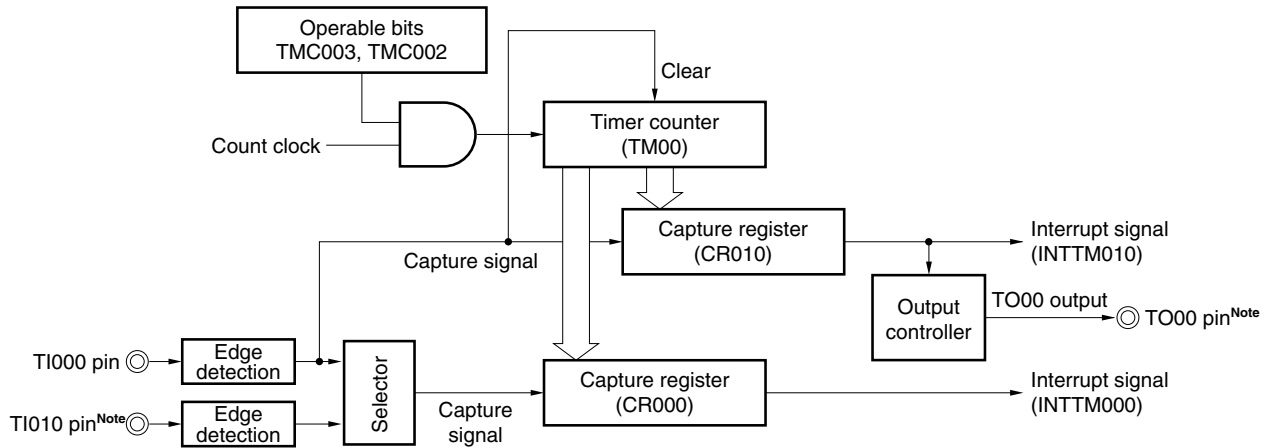 Operable bits
TMC003, TMC002
Clear
Timer counter
(TM00)
Count clock
Capture register
(CR010)
Interrupt signal
(INTTM010)
Capture signal
Output
controller
TO00 output
TO00 pinNote
TI000 pin
Edge
detection
Selector
Capture register
(CR000)
Interrupt signal
(INTTM000)
Capture
signal
TI010 pinNote
Edge
detection